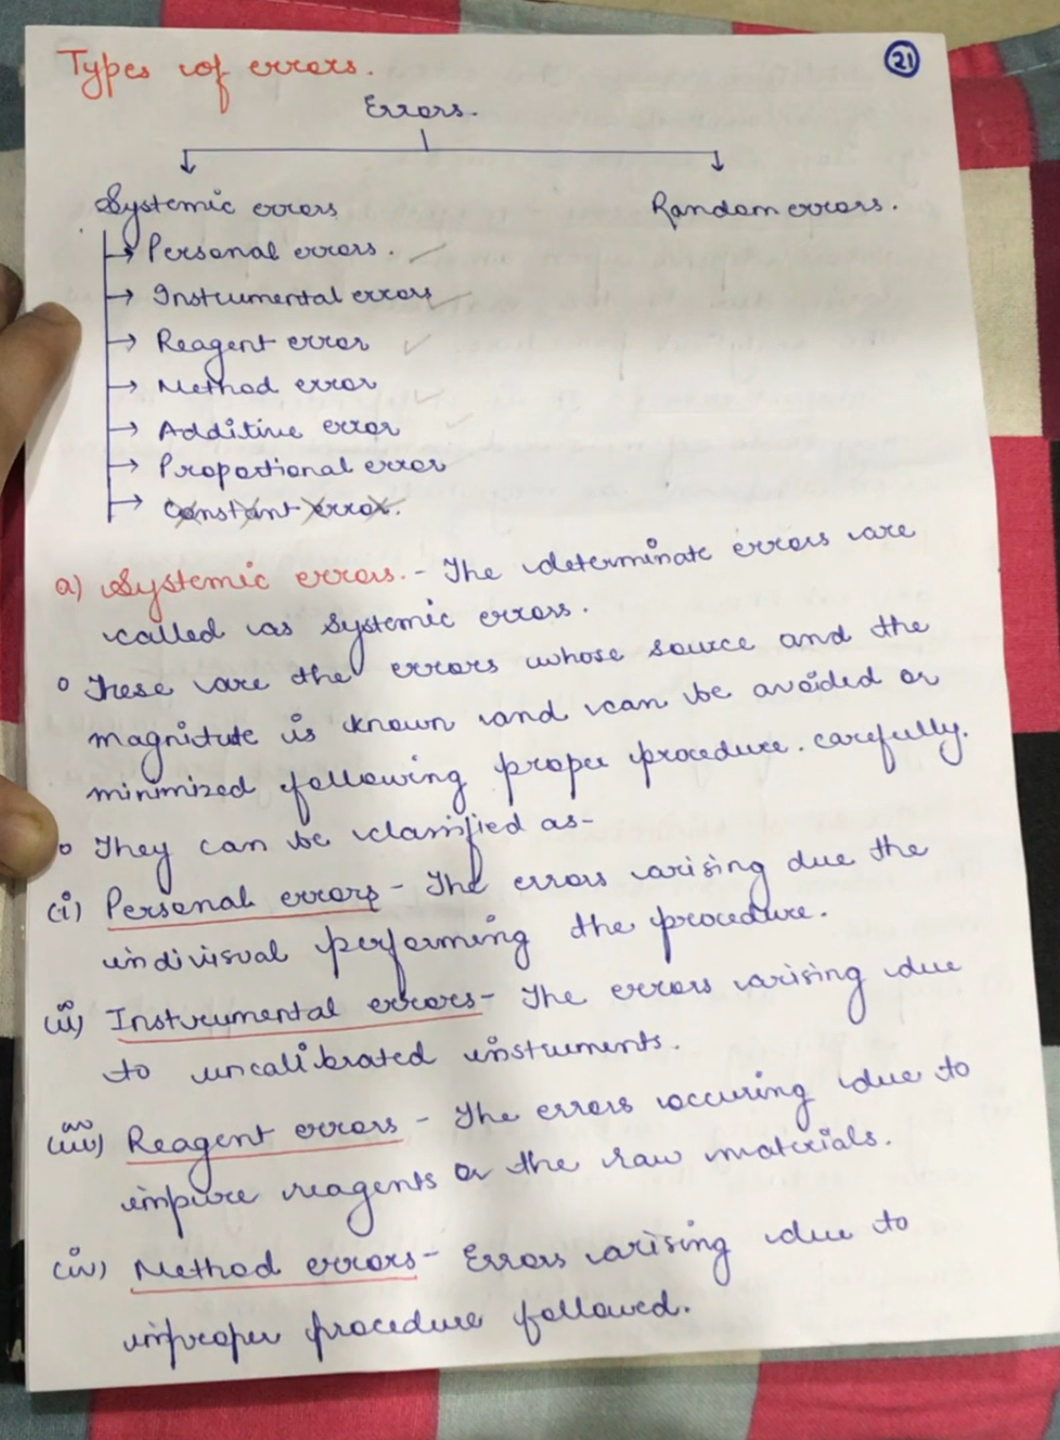 Types of errors.
21
Errors.
Systemic errors
Random errors.
→ Personal errors.
→ Instrumental errors
→ Reagent error
→ Method error
→ Additive error
→ Proportional error
→ Constant error.
a) Systemic errors. - The determinate errors are
called as systemic errors.
o These are the errors whose source and the
magnitute is known and can be avoided or
minimized following proper procedure. carefully.
o They can be classified as-
(i) Personal errors - The errors arising due the
indivisual performing the procedure.
(ii) Instrumental errors- The errors arising due
to uncalibrated instruments.
(iii) Reagent errors - The errors occuring due to
impure reagents or the raw materials.
(iv) Method errors- Errors arising due to
improper procedure followed.